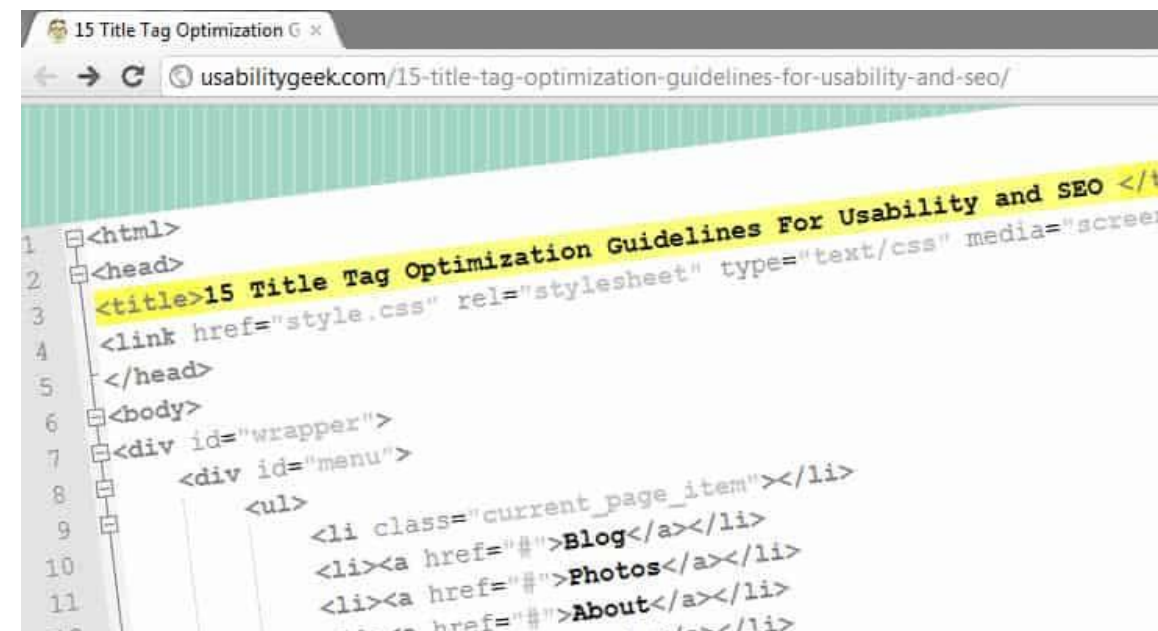 15 Title Tag Optimization G ×
usabilitygeek.com/15-title-tag-optimization-guidelines-for-usability-and-seo/
1 <html>
2 <head>
3 <title>15 Title Tag Optimization Guidelines For Usability and SEO </t
4 <link href="style.css" rel="stylesheet" type="text/css" media="screen
5 </head>
6 <body>
7 <div id="wrapper">
8 <div id="menu">
9 <ul>
10 <li class="current_page_item"></li>
11 <li><a href="#">Blog</a></li>
<li><a href="#">Photos</a></li>
href="#">About</a></li>
</li>